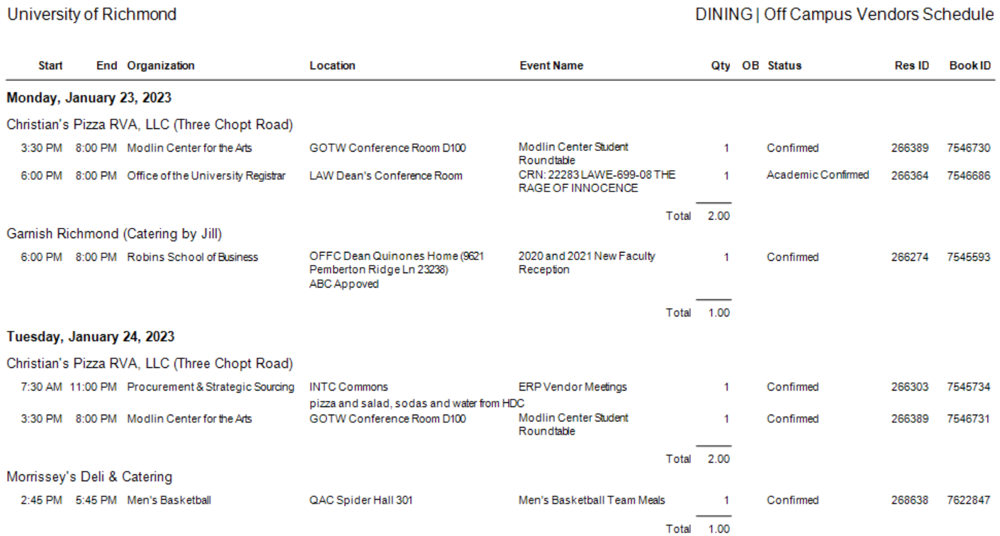 University of Richmond DINING | Off Campus Vendors Schedule
Start End Organization Location Event Name Qty OB Status Res ID Book ID
Monday, January 23, 2023
Christian's Pizza RVA, LLC (Three Chopt Road)
3:30 PM 8:00 PM Modlin Center for the Arts GOTW Conference Room D100 Modlin Center Student 1 Confirmed 266389 7546730
Roundtable
6:00 PM 8:00 PM Office of the University Registrar LAW Dean's Conference Room CRN: 22283 LAWE-699-08 THE 1 Academic Confirmed 266364 7546686
RAGE OF INNOCENCE
Total 2.00
Garnish Richmond (Catering by Jill)
6:00 PM 8:00 PM Robins School of Business OFFC Dean Quinones Home (9621 2020 and 2021 New Faculty 1 Confirmed 266274 7545593
Pemberton Ridge Ln 23238) Reception
ABC Appoved
Total 1.00
Tuesday, January 24, 2023
Christian's Pizza RVA, LLC (Three Chopt Road)
7:30 AM 11:00 PM Procurement & Strategic Sourcing INTC Commons ERP Vendor Meetings 1 Confirmed 266303 7545734
pizza and salad, sodas and water from HDC
3:30 PM 8:00 PM Modlin Center for the Arts GOTW Conference Room D100 Modlin Center Student 1 Confirmed 266389 7546731
Roundtable
Total 2.00
Morrissey's Deli & Catering
2:45 PM 5:45 PM Men's Basketball QAC Spider Hall 301 Men's Basketball Team Meals 1 Confirmed 268638 7622847
Total 1.00